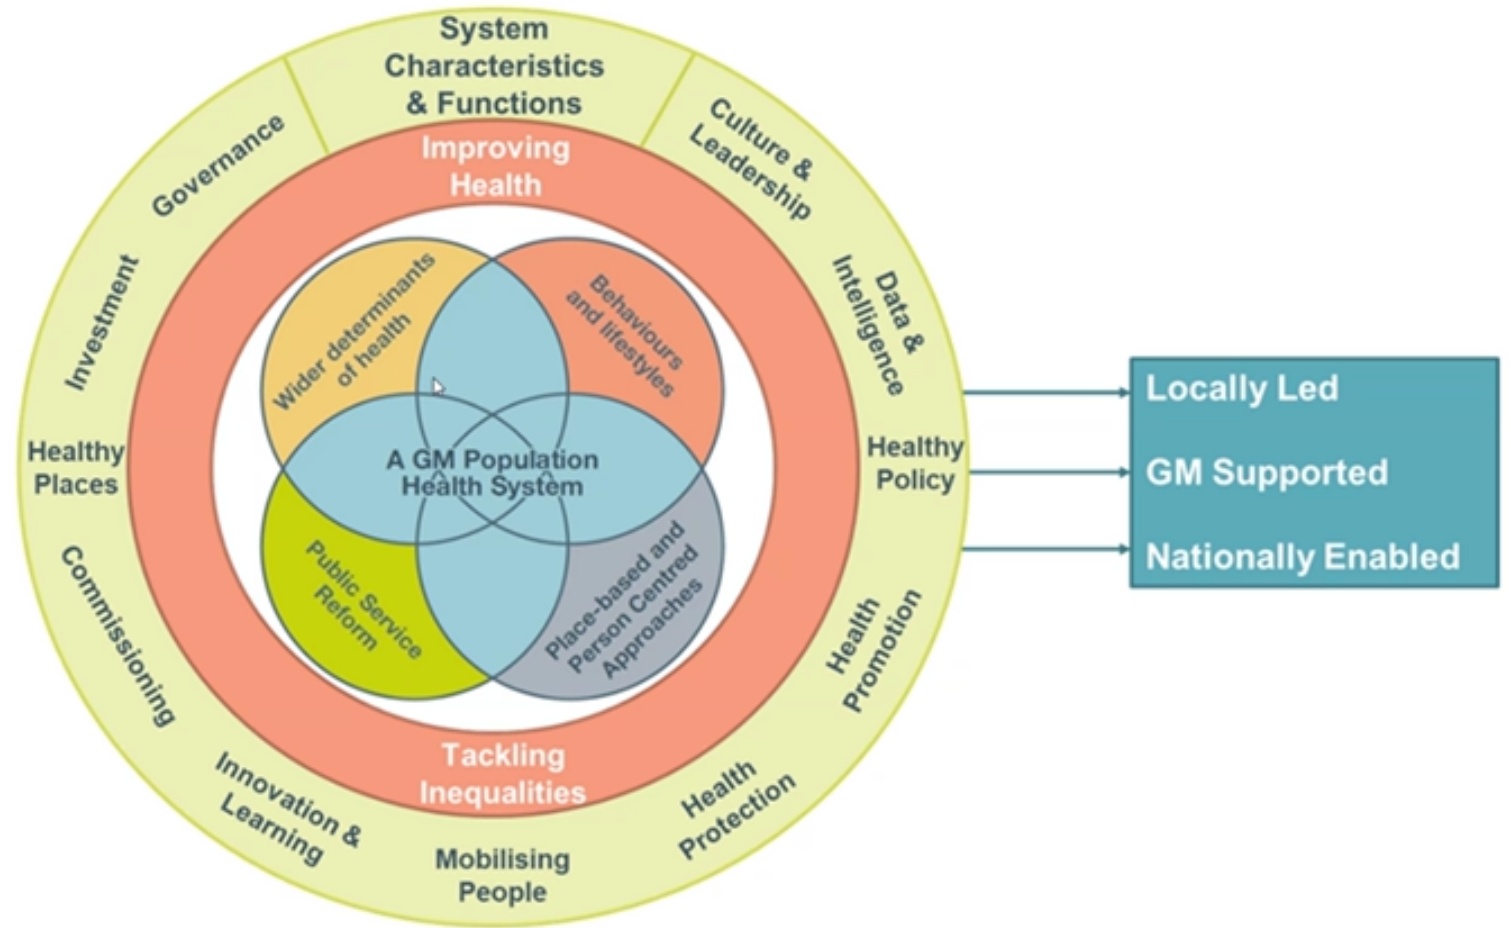 System
Characteristics
& Functions
Culture &
Leadership
Data &
Intelligence
Healthy
Policy
Health
Promotion
Health
Protection
Mobilising
People
Innovation &
Learning
Commissioning
Healthy
Places
Investment
Governance
Improving
Health
Tackling
Inequalities
Wider determinants
of health
Behaviours
and lifestyles
A GM Population
Health System
Public Service
Reform
Place-based and
Person Centred
Approaches
Locally Led
GM Supported
Nationally Enabled